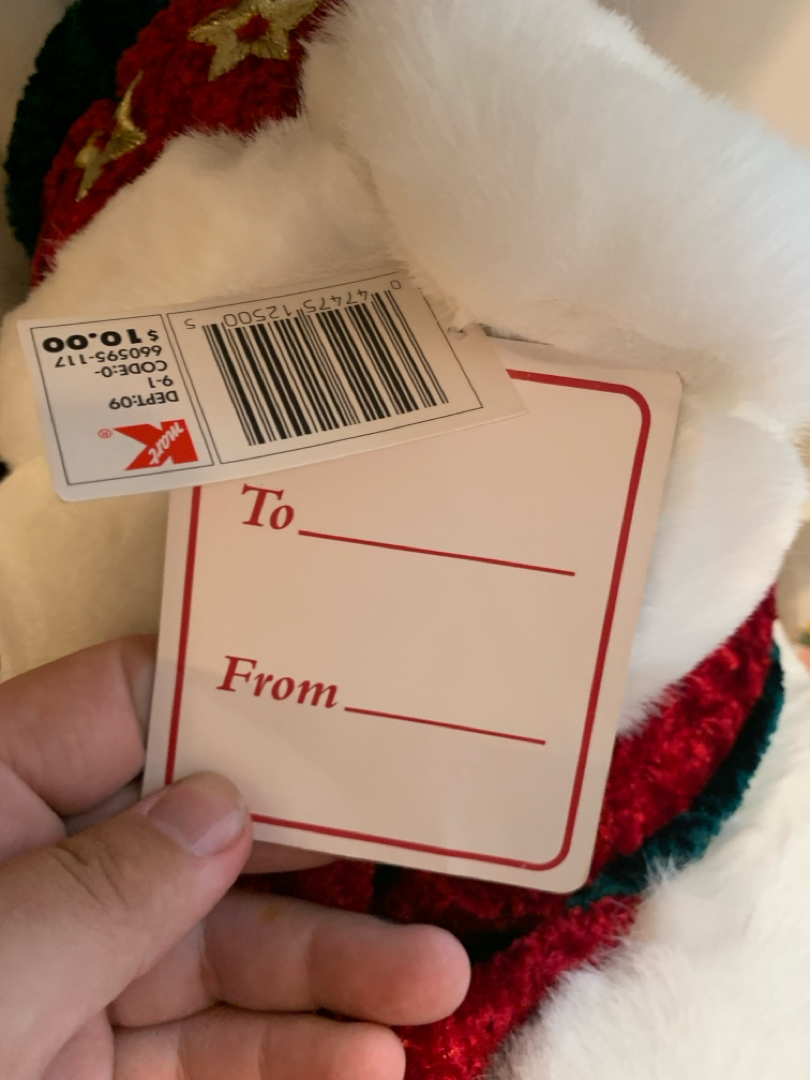 $10.00
660595-117
CODE:0-
9-1
DEPT:09
Kmart®
0 47475 12500 5
To
From